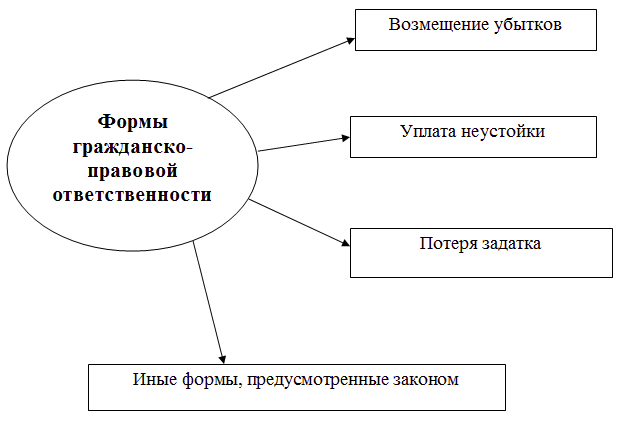 Формы
гражданско-
правовой
ответственности
Возмещение убытков
Уплата неустойки
Потеря задатка
Иные формы, предусмотренные законом